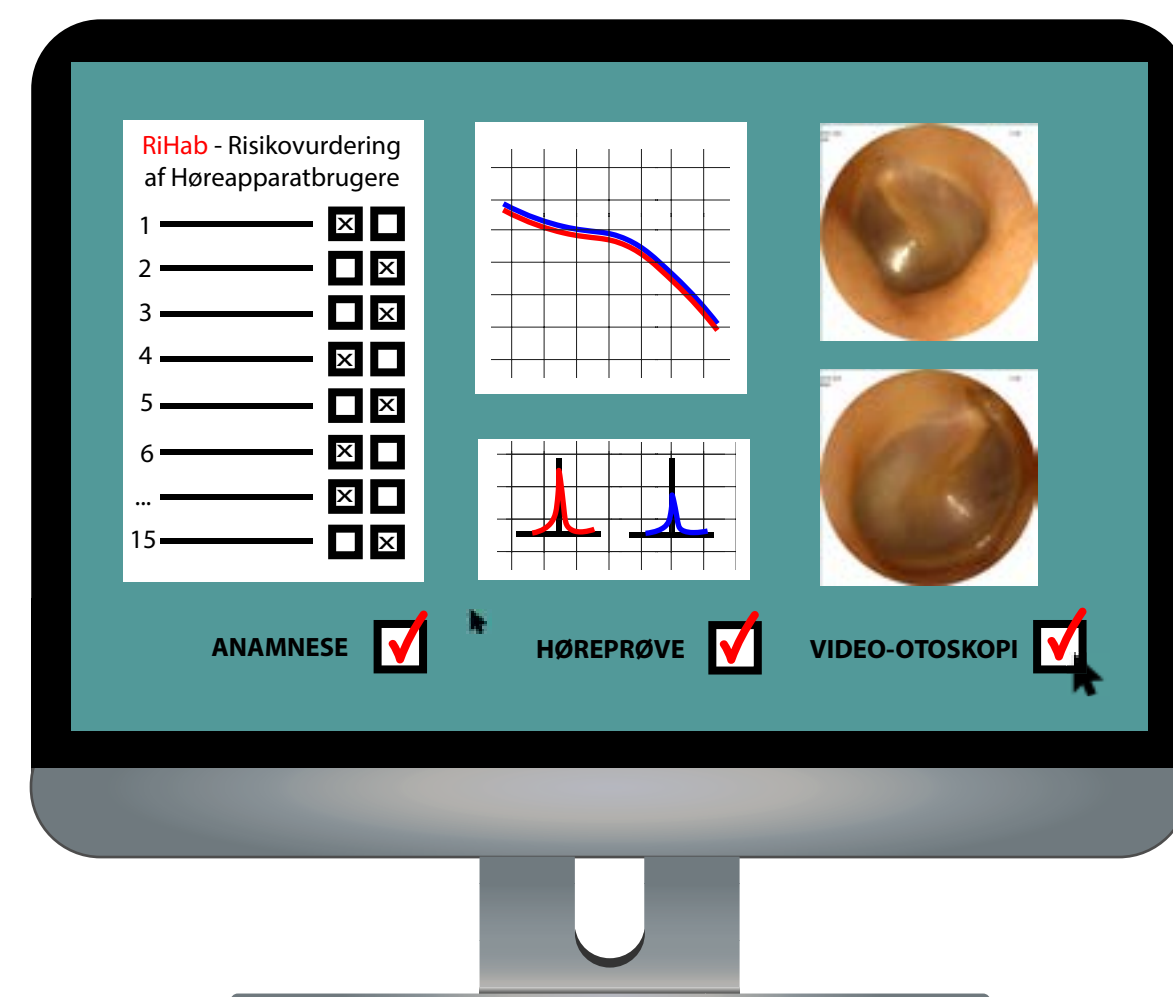 RiHab - Risikovurdering
af Høreapparatbrugere
1
2
3
4
5
6
...
15
ANAMNESE
HØREPRØVE
VIDEO-OTOSKOPI